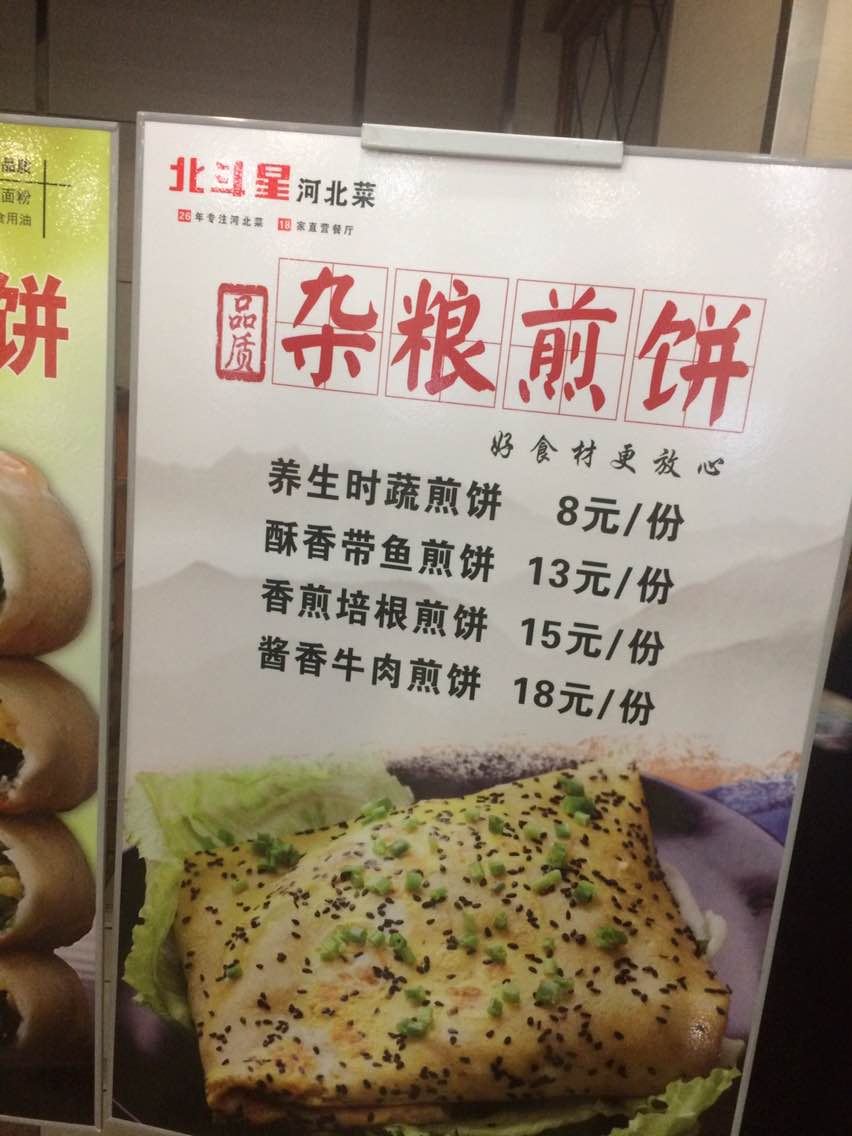 品质
面粉
食用油
饼
北斗星 河北菜
26年专注河北菜 18家直营餐厅
品质 杂粮煎饼
好食材更放心
养生时蔬煎饼 8元/份
酥香带鱼煎饼 13元/份
香煎培根煎饼 15元/份
酱香牛肉煎饼 18元/份